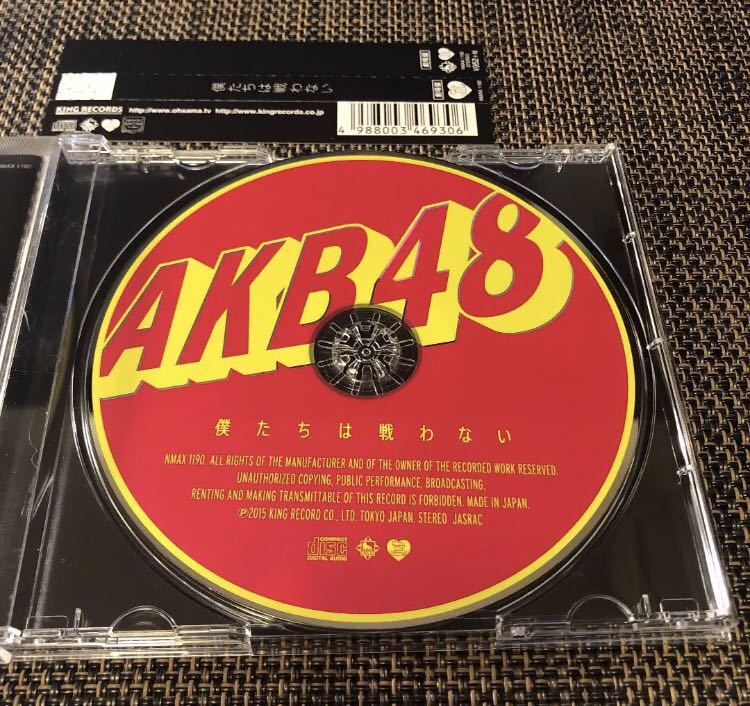 僕たちは戦わない
KING RECORDS http://www.ohsama.tv http://www.kingrecords.co.jp
4 988003 469306
NMAX 1190
AKB48
僕たちは戦わない
NMAX 1190. ALL RIGHTS OF THE MANUFACTURER AND OF THE OWNER OF THE RECORDED WORK RESERVED.
UNAUTHORIZED COPYING, PUBLIC PERFORMANCE, BROADCASTING,
RENTING AND MAKING TRANSMITTABLE OF THIS RECORD IS FORBIDDEN. MADE IN JAPAN.
℗2015 KING RECORD CO., LTD. TOKYO JAPAN. STEREO JASRAC
COMPACT
disc
DIGITAL AUDIO